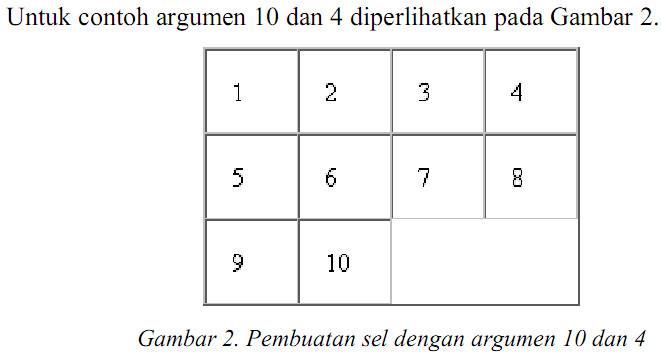 Untuk contoh argumen 10 dan 4 diperlihatkan pada Gambar 2.
1 2 3 4
5 6 7 8
9 10
Gambar 2. Pembuatan sel dengan argumen 10 dan 4